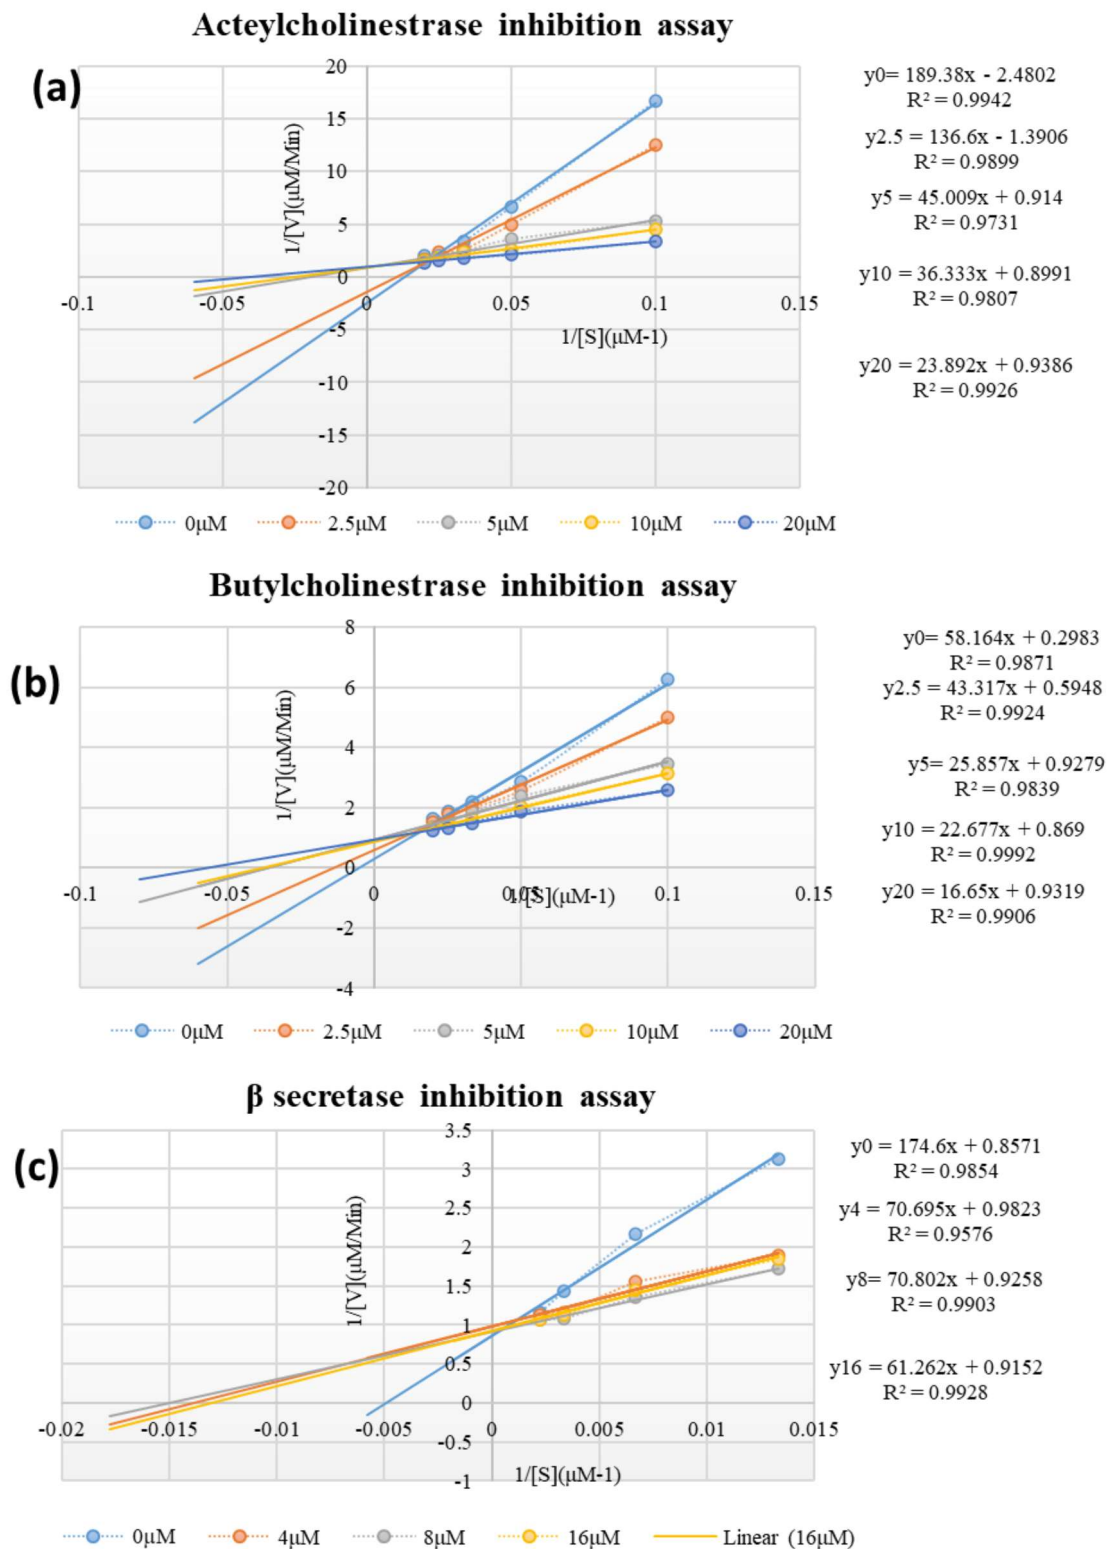 Acteylcholinestrase inhibition assay
(a)
20
15
10
5
0
-5
-10
-15
-20
-0.1
-0.05
0
0.05
0.1
0.15
1/[V](µM/Min)
1/[S](µM-1)
y0= 189.38x - 2.4802
R² = 0.9942
y2.5 = 136.6x - 1.3906
R² = 0.9899
y5 = 45.009x + 0.914
R² = 0.9731
y10 = 36.333x + 0.8991
R² = 0.9807
y20 = 23.892x + 0.9386
R² = 0.9926
0µM 2.5µM 5µM 10µM 20µM
Butylcholinestrase inhibition assay
(b)
8
6
4
2
0
-2
-4
-0.1
-0.05
0
0.05
0.1
0.15
1/[V](µM/Min)
1/[S](µM-1)
y0= 58.164x + 0.2983
R² = 0.9871
y2.5 = 43.317x + 0.5948
R² = 0.9924
y5= 25.857x + 0.9279
R² = 0.9839
y10 = 22.677x + 0.869
R² = 0.9992
y20 = 16.65x + 0.9319
R² = 0.9906
0µM 2.5µM 5µM 10µM 20µM
β secretase inhibition assay
(c)
3.5
3
2.5
2
1.5
1
0.5
0
-0.5
-1
-0.02
-0.015
-0.01
-0.005
0
0.005
0.01
0.015
1/[V](µM/Min)
1/[S](µM-1)
y0 = 174.6x + 0.8571
R² = 0.9854
y4 = 70.695x + 0.9823
R² = 0.9576
y8= 70.802x + 0.9258
R² = 0.9903
y16 = 61.262x + 0.9152
R² = 0.9928
0µM 4µM 8µM 16µM Linear (16µM)